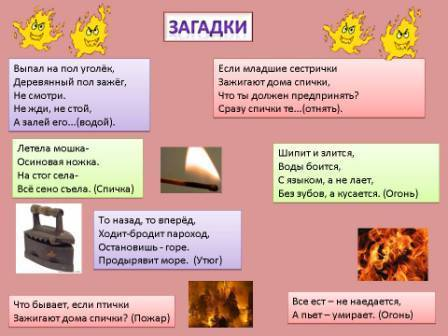 ЗАГАДКИ
Выпал на пол уголёк,
Деревянный пол зажёг,
Не смотри.
Не жди, не стой,
А залей его...(водой).
Если младшие сестрички
Зажигают дома спички,
Что ты должен предпринять?
Сразу спички те...(отнять).
Летела мошка-
Осиновая ножка.
На стог села-
Всё сено съела. (Спичка)
Шипит и злится,
Воды боится,
С языком, а не лает,
Без зубов, а кусается. (Огонь)
То назад, то вперёд,
Ходит-бродит пароход,
Остановишь - горе.
Продырявит море. (Утюг)
Что бывает, если птички
Зажигают дома спички? (Пожар)
Все ест – не наедается,
А пьет – умирает. (Огонь)